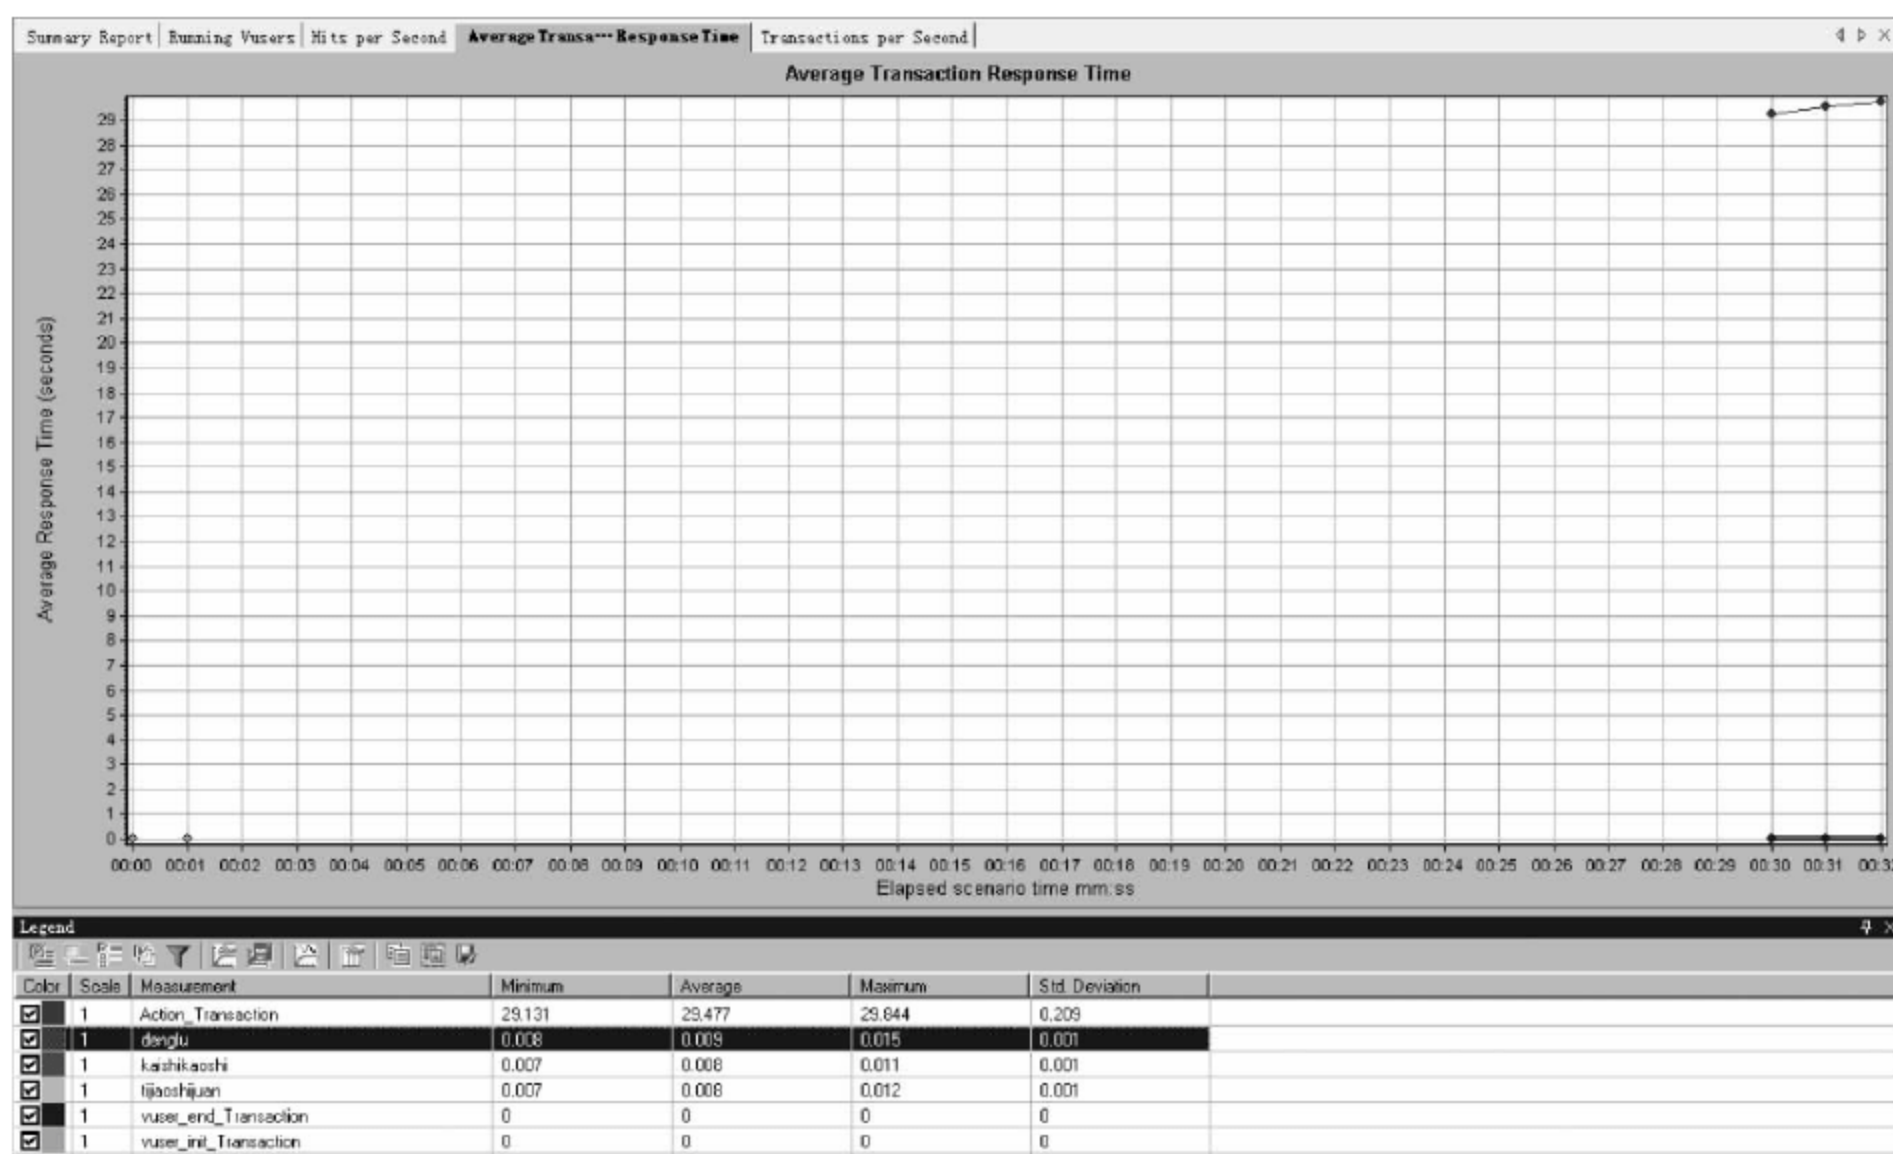 Summary Report Running Vusers Hits per Second Average Transa---Response Time Transactions per Second
Average Transaction Response Time
29
28
27
26
25
24
23
22
21
20
19
18
17
16
15
14
13
12
11
10
9
8
7
6
5
4
3
2
1
0
Average Response Time (seconds)
00:00 00:01 00:02 00:03 00:04 00:05 00:06 00:07 00:08 00:09 00:10 00:11 00:12 00:13 00:14 00:15 00:16 00:17 00:18 00:19 00:20 00:21 00:22 00:23 00:24 00:25 00:26 00:27 00:28 00:29 00:30 00:31
Elapsed scenario time mm:ss
Legend
Color Scale Measurement Minimum Average Maximum Std. Deviation
1 Action_Transaction 29.131 29.477 29.844 0.209
1 denglu 0.008 0.009 0.015 0.001
1 kaishikaoshi 0.007 0.008 0.011 0.001
1 tijiaoshijuan 0.007 0.008 0.012 0.001
1 vuser_end_Transaction 0 0 0 0
1 vuser_init_Transaction 0 0 0 0